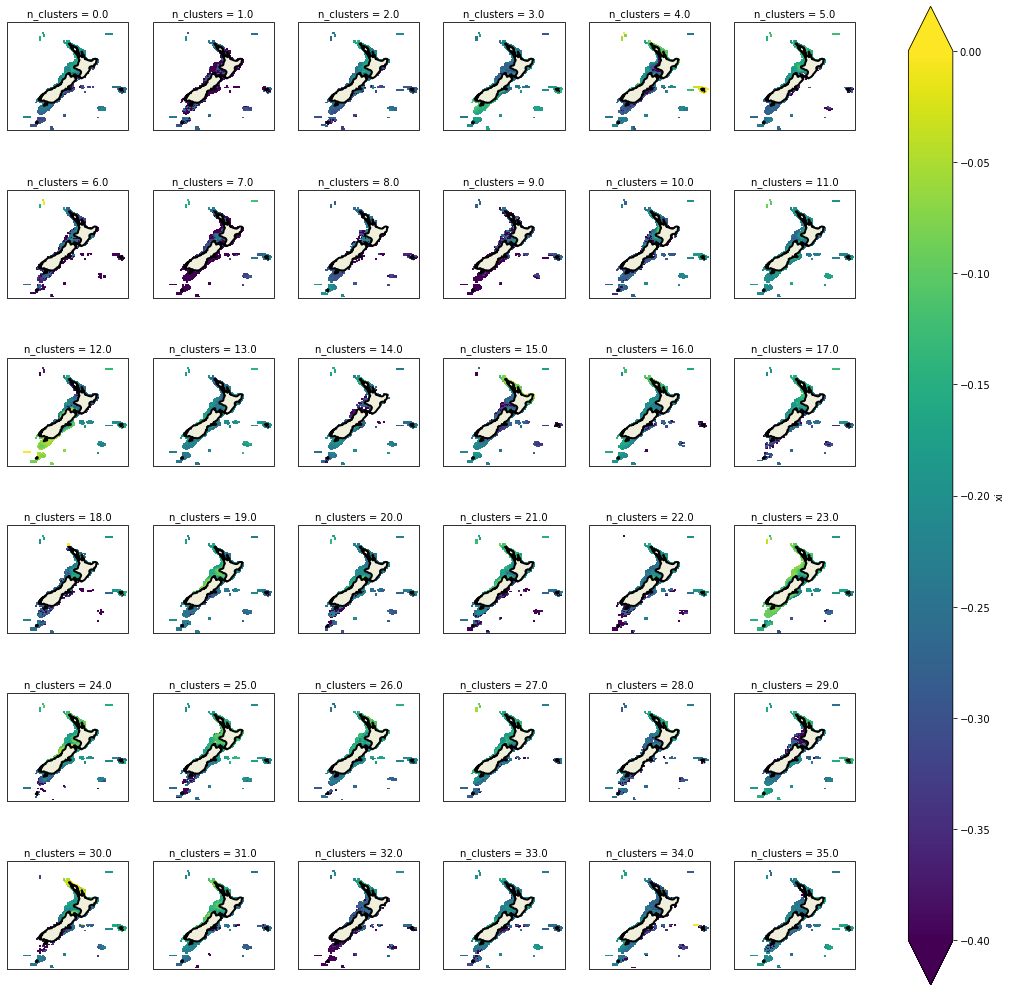 n_clusters = 0.0
n_clusters = 1.0
n_clusters = 2.0
n_clusters = 3.0
n_clusters = 4.0
n_clusters = 5.0
n_clusters = 6.0
n_clusters = 7.0
n_clusters = 8.0
n_clusters = 9.0
n_clusters = 10.0
n_clusters = 11.0
n_clusters = 12.0
n_clusters = 13.0
n_clusters = 14.0
n_clusters = 15.0
n_clusters = 16.0
n_clusters = 17.0
n_clusters = 18.0
n_clusters = 19.0
n_clusters = 20.0
n_clusters = 21.0
n_clusters = 22.0
n_clusters = 23.0
n_clusters = 24.0
n_clusters = 25.0
n_clusters = 26.0
n_clusters = 27.0
n_clusters = 28.0
n_clusters = 29.0
n_clusters = 30.0
n_clusters = 31.0
n_clusters = 32.0
n_clusters = 33.0
n_clusters = 34.0
n_clusters = 35.0
0.00
−0.05
−0.10
−0.15
−0.20
−0.25
−0.30
−0.35
−0.40
xi